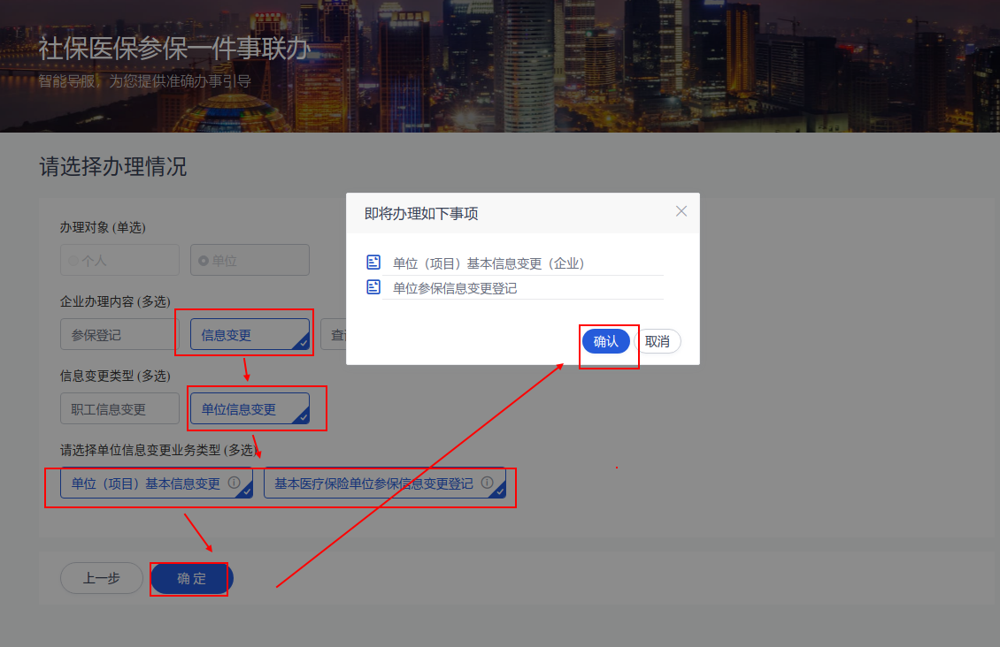 社保医保参保一件事联办
智能导服，为您提供准确办事引导
请选择办理情况
办理对象 (单选)
个人
单位
企业办理内容 (多选)
参保登记
信息变更
查
信息变更类型 (多选)
职工信息变更
单位信息变更
请选择单位信息变更业务类型 (多选)
单位（项目）基本信息变更
基本医疗保险单位参保信息变更登记
上一步
确 定
即将办理如下事项
单位（项目）基本信息变更（企业）
单位参保信息变更登记
确认
取消